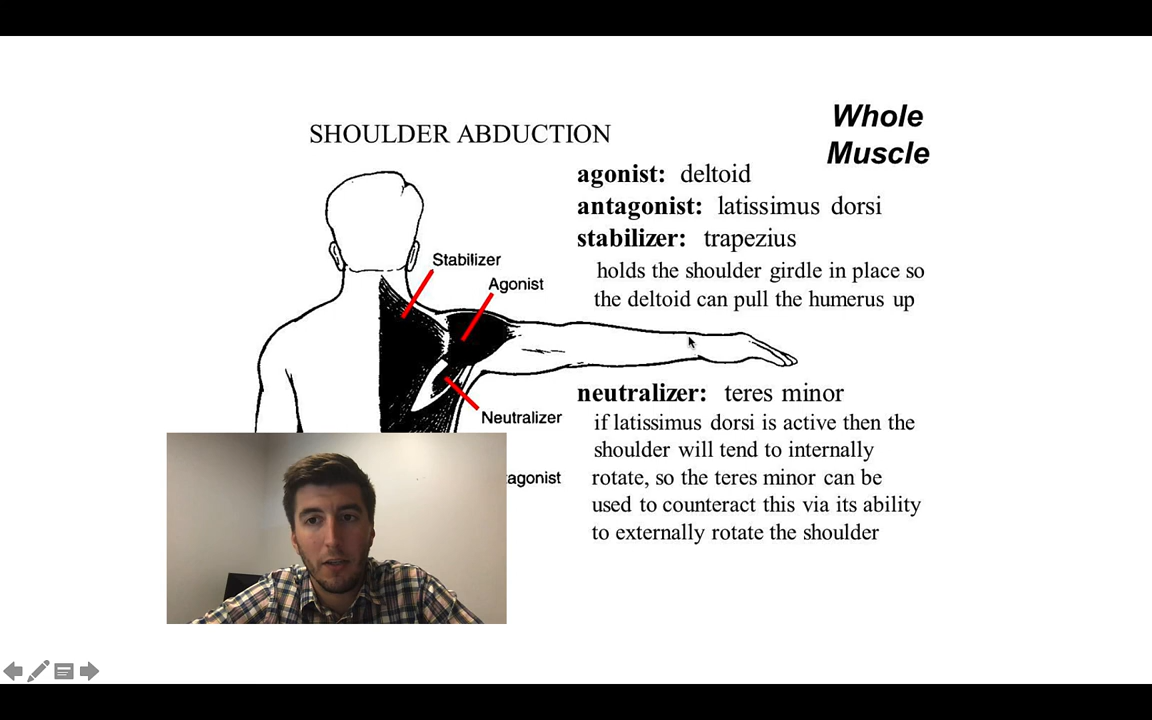 Whole
Muscle
SHOULDER ABDUCTION
agonist: deltoid
antagonist: latissimus dorsi
stabilizer: trapezius
holds the shoulder girdle in place so
the deltoid can pull the humerus up
Stabilizer
Agonist
Neutralizer
tagonist
neutralizer: teres minor
if latissimus dorsi is active then the
shoulder will tend to internally
rotate, so the teres minor can be
used to counteract this via its ability
to externally rotate the shoulder